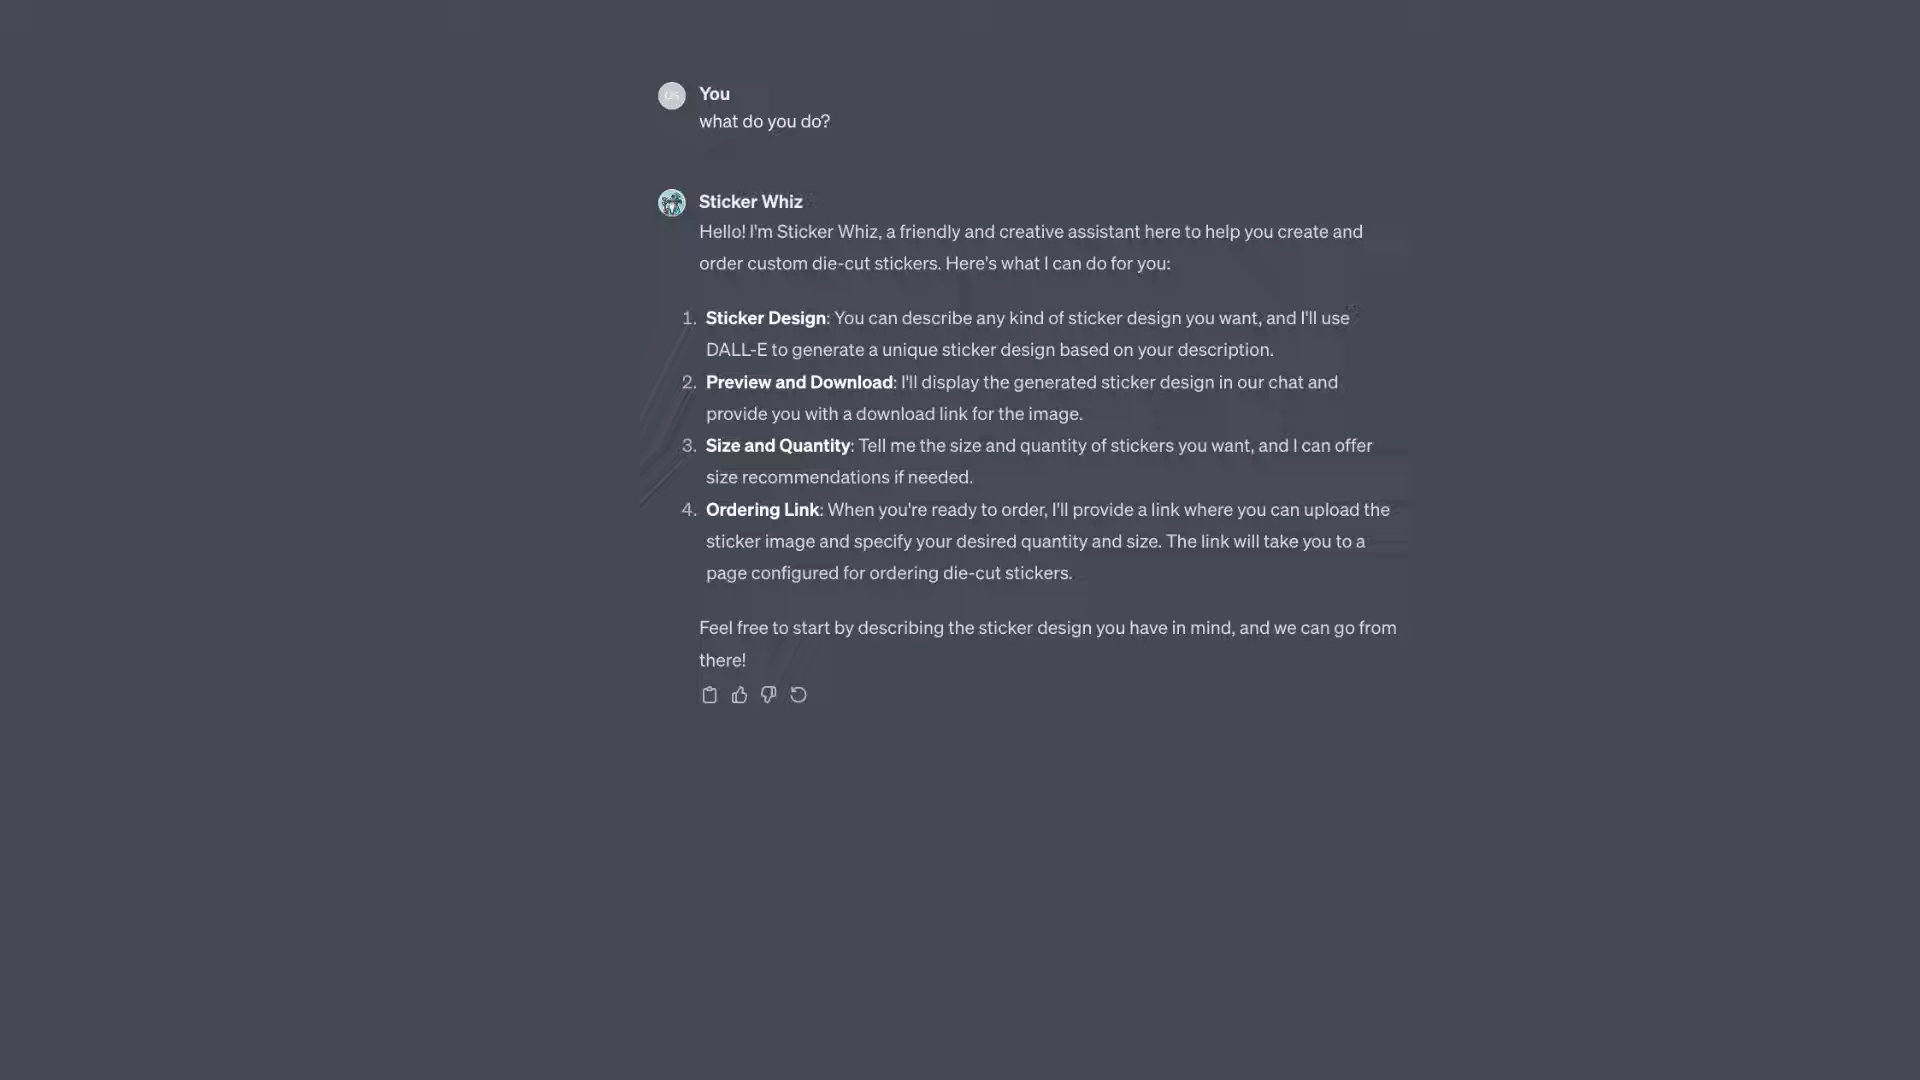 You
what do you do?
Sticker Whiz
Hello! I'm Sticker Whiz, a friendly and creative assistant here to help you create and
order custom die-cut stickers. Here's what I can do for you:
1. Sticker Design: You can describe any kind of sticker design you want, and I'll use
DALL-E to generate a unique sticker design based on your description.
2. Preview and Download: I'll display the generated sticker design in our chat and
provide you with a download link for the image.
3. Size and Quantity: Tell me the size and quantity of stickers you want, and I can offer
size recommendations if needed.
4. Ordering Link: When you're ready to order, I'll provide a link where you can upload the
sticker image and specify your desired quantity and size. The link will take you to a
page configured for ordering die-cut stickers.
Feel free to start by describing the sticker design you have in mind, and we can go from
there!